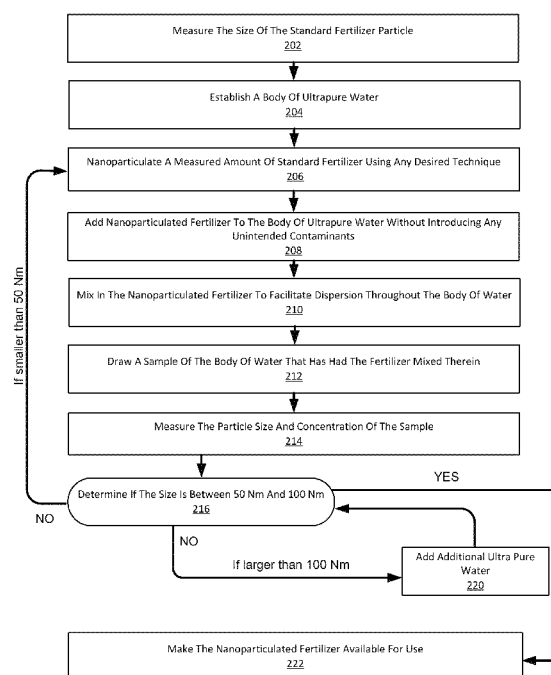 Measure The Size Of The Standard Fertilizer Particle
202
Establish A Body Of Ultrapure Water
204
Nanoparticulate A Measured Amount Of Standard Fertilizer Using Any Desired Technique
206
Add Nanoparticulated Fertilizer To The Body Of Ultrapure Water Without Introducing Any
Unintended Contaminants
208
Mix In The Nanoparticulated Fertilizer To Facilitate Dispersion Throughout The Body Of Water
210
Draw A Sample Of The Body Of Water That Has Had The Fertilizer Mixed Therein
212
Measure The Particle Size And Concentration Of The Sample
214
If smaller than 50 Nm
Determine If The Size Is Between 50 Nm And 100 Nm
216
YES
NO
NO
If larger than 100 Nm
Add Additional Ultra Pure
Water
220
Make The Nanoparticulated Fertilizer Available For Use
222